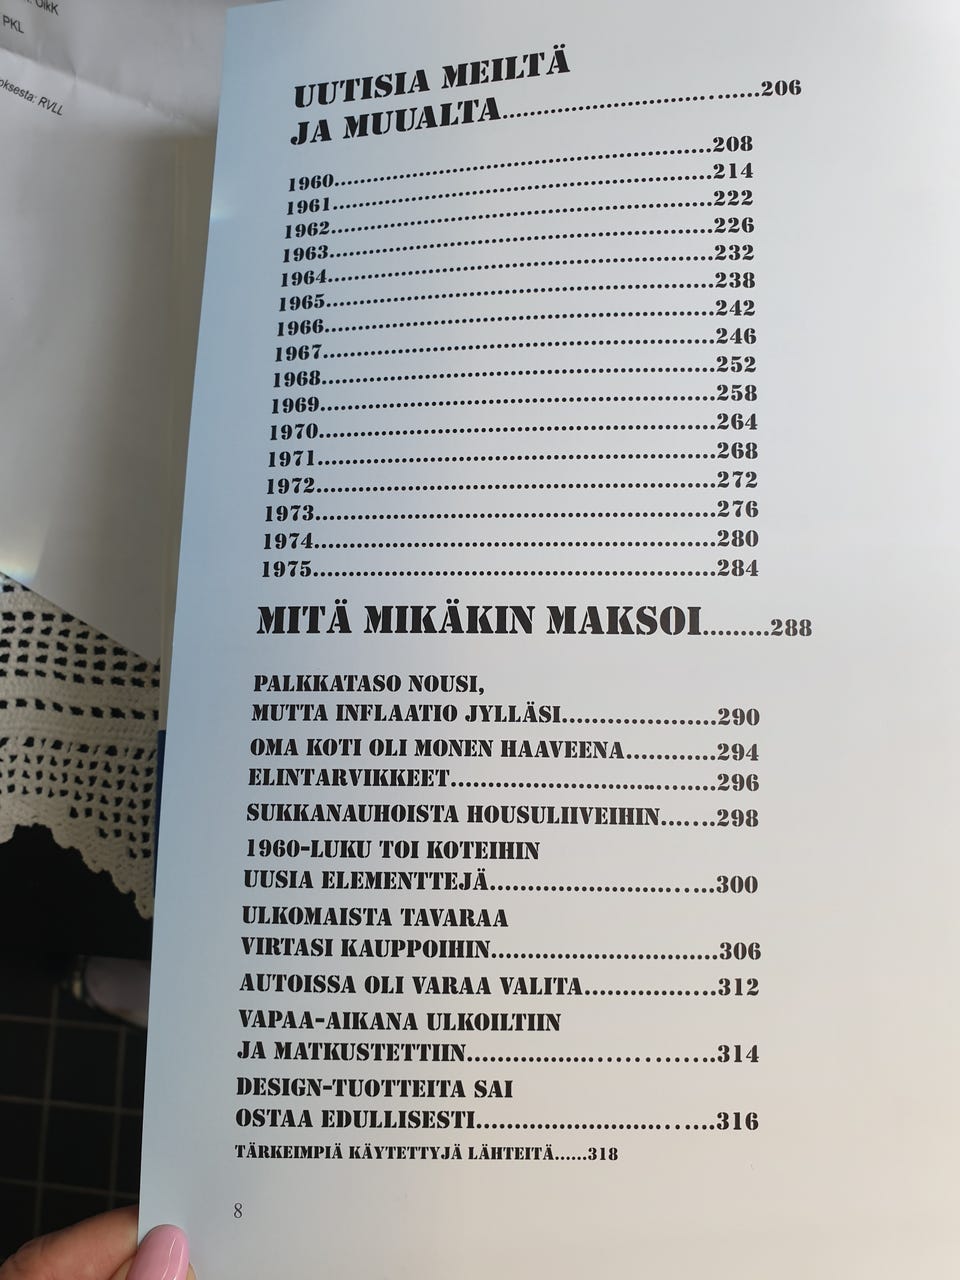 OikK
PKL
oksesta: RVLL
UUTISIA MEILTÄ
JA MUUALTA..............................206
1960..............................208
1961..............................214
1962..............................222
1963..............................226
1964..............................232
1965..............................238
1966..............................242
1967..............................246
1968..............................252
1969..............................258
1970..............................264
1971..............................268
1972..............................272
1973..............................276
1974..............................280
1975..............................284
MITÄ MIKÄKIN MAKSOI.........288
PALKKATASO NOUSI,
MUTTA INFLAATIO JYLLÄSI....................290
OMA KOTI OLI MONEN HAAVEENA............294
ELINTARVIKKEET..............................296
SUKKANAUHOISTA HOUSULIIVEIHIN.......298
1960-LUKU TOI KOTEIHIN
UUSIA ELEMENTTEJÄ..............................300
ULKOMAISTA TAVARAA
VIRTASI KAUPPOIHIN..............................306
AUTOISSA OLI VARAA VALITA.................312
VAPAA-AIKANA ULKOILTIIN
JA MATKUSTETTIIN..............................314
DESIGN-TUOTTEITA SAI
OSTAA EDULLISESTI..............................316
TÄRKEIMPIÄ KÄYTETTYJÄ LÄHTEITÄ......318
8